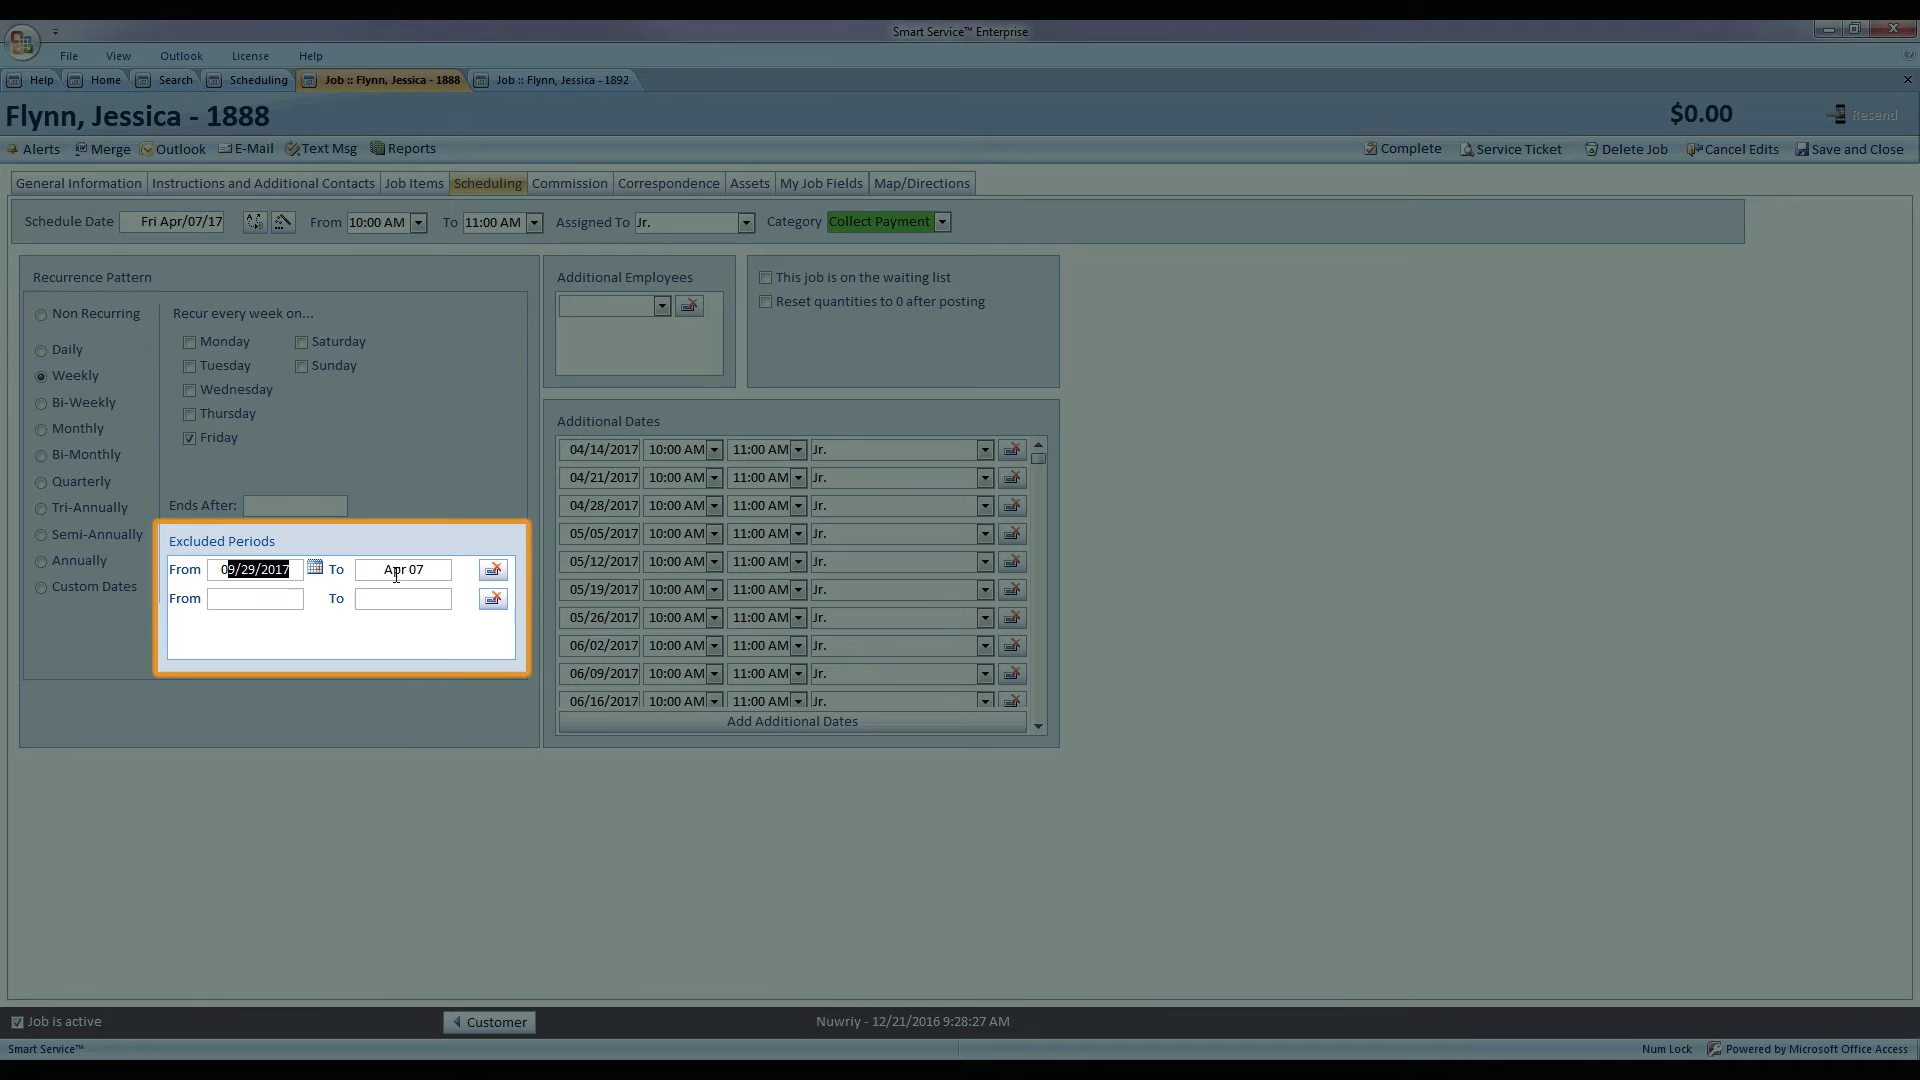 Smart Service™ Enterprise
File View Outlook License Help
Help Home Search Scheduling Job :: Flynn, Jessica - 1888 Job :: Flynn, Jessica - 1892
Flynn, Jessica - 1888 $0.00 Resend
Alerts Merge Outlook E-Mail Text Msg Reports Complete Service Ticket Delete Job Cancel Edits Save and Close
General Information Instructions and Additional Contacts Job Items Scheduling Commission Correspondence Assets My Job Fields Map/Directions
Schedule Date Fri Apr/07/17 From 10:00 AM To 11:00 AM Assigned To Jr. Category Collect Payment
Recurrence Pattern
Non Recurring
Daily
Weekly
Bi-Weekly
Monthly
Bi-Monthly
Quarterly
Tri-Annually
Semi-Annually
Annually
Custom Dates
Recur every week on...
Monday Saturday
Tuesday Sunday
Wednesday
Thursday
Friday
Ends After:
Excluded Periods
From 09/29/2017 To Apr 07
From To
Additional Employees
This job is on the waiting list
Reset quantities to 0 after posting
Additional Dates
04/14/2017 10:00 AM 11:00 AM Jr.
04/21/2017 10:00 AM 11:00 AM Jr.
04/28/2017 10:00 AM 11:00 AM Jr.
05/05/2017 10:00 AM 11:00 AM Jr.
05/12/2017 10:00 AM 11:00 AM Jr.
05/19/2017 10:00 AM 11:00 AM Jr.
05/26/2017 10:00 AM 11:00 AM Jr.
06/02/2017 10:00 AM 11:00 AM Jr.
06/09/2017 10:00 AM 11:00 AM Jr.
06/16/2017 10:00 AM 11:00 AM Jr.
Add Additional Dates
Job is active Customer Nuwriy - 12/21/2016 9:28:27 AM
Smart Service™ Num Lock Powered by Microsoft Office Access